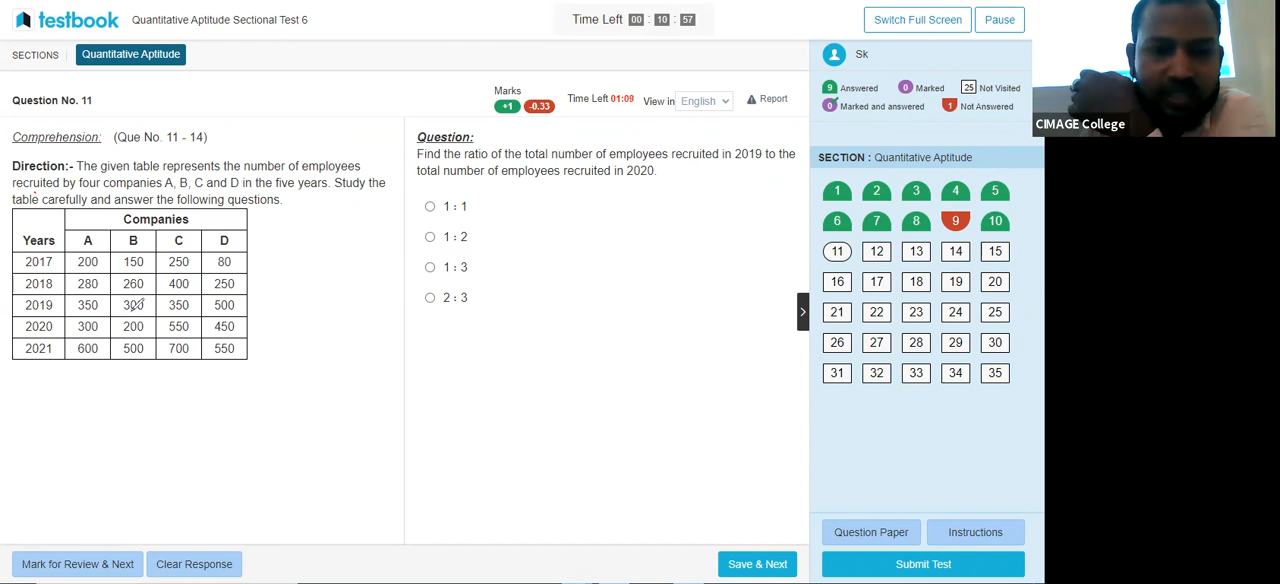 testbook
Quantitative Aptitude Sectional Test 6
Time Left 00 : 10 : 57
Switch Full Screen
Pause
SECTIONS
Quantitative Aptitude
Sk
Question No. 11
Marks
+1 -0.33
Time Left 01:09
View in English
Report
9 Answered
0 Marked
25 Not Visited
0 Marked and answered
1 Not Answered
CIMAGE College
Comprehension: (Que No. 11 - 14)
Direction:- The given table represents the number of employees
recruited by four companies A, B, C and D in the five years. Study the
table carefully and answer the following questions.
Companies
Years A B C D
2017 200 150 250 80
2018 280 260 400 250
2019 350 300 350 500
2020 300 200 550 450
2021 600 500 700 550
Question:
Find the ratio of the total number of employees recruited in 2019 to the
total number of employees recruited in 2020.
1 : 1
1 : 2
1 : 3
2 : 3
SECTION : Quantitative Aptitude
1 2 3 4 5
6 7 8 9 10
11 12 13 14 15
16 17 18 19 20
21 22 23 24 25
26 27 28 29 30
31 32 33 34 35
Question Paper
Instructions
Mark for Review & Next
Clear Response
Save & Next
Submit Test